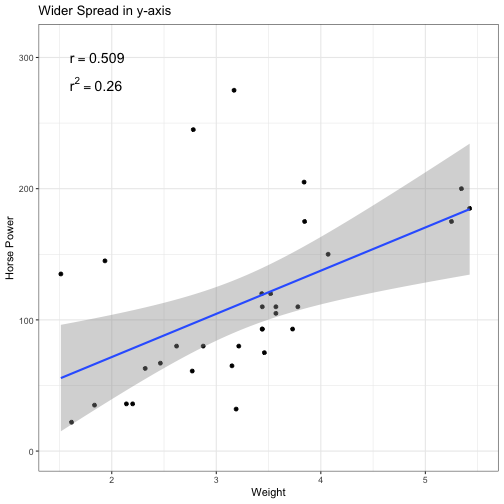 Wider Spread in y-axis
r = 0.509
r² = 0.26
300
200
100
0
Horse Power
2 3 4 5
Weight